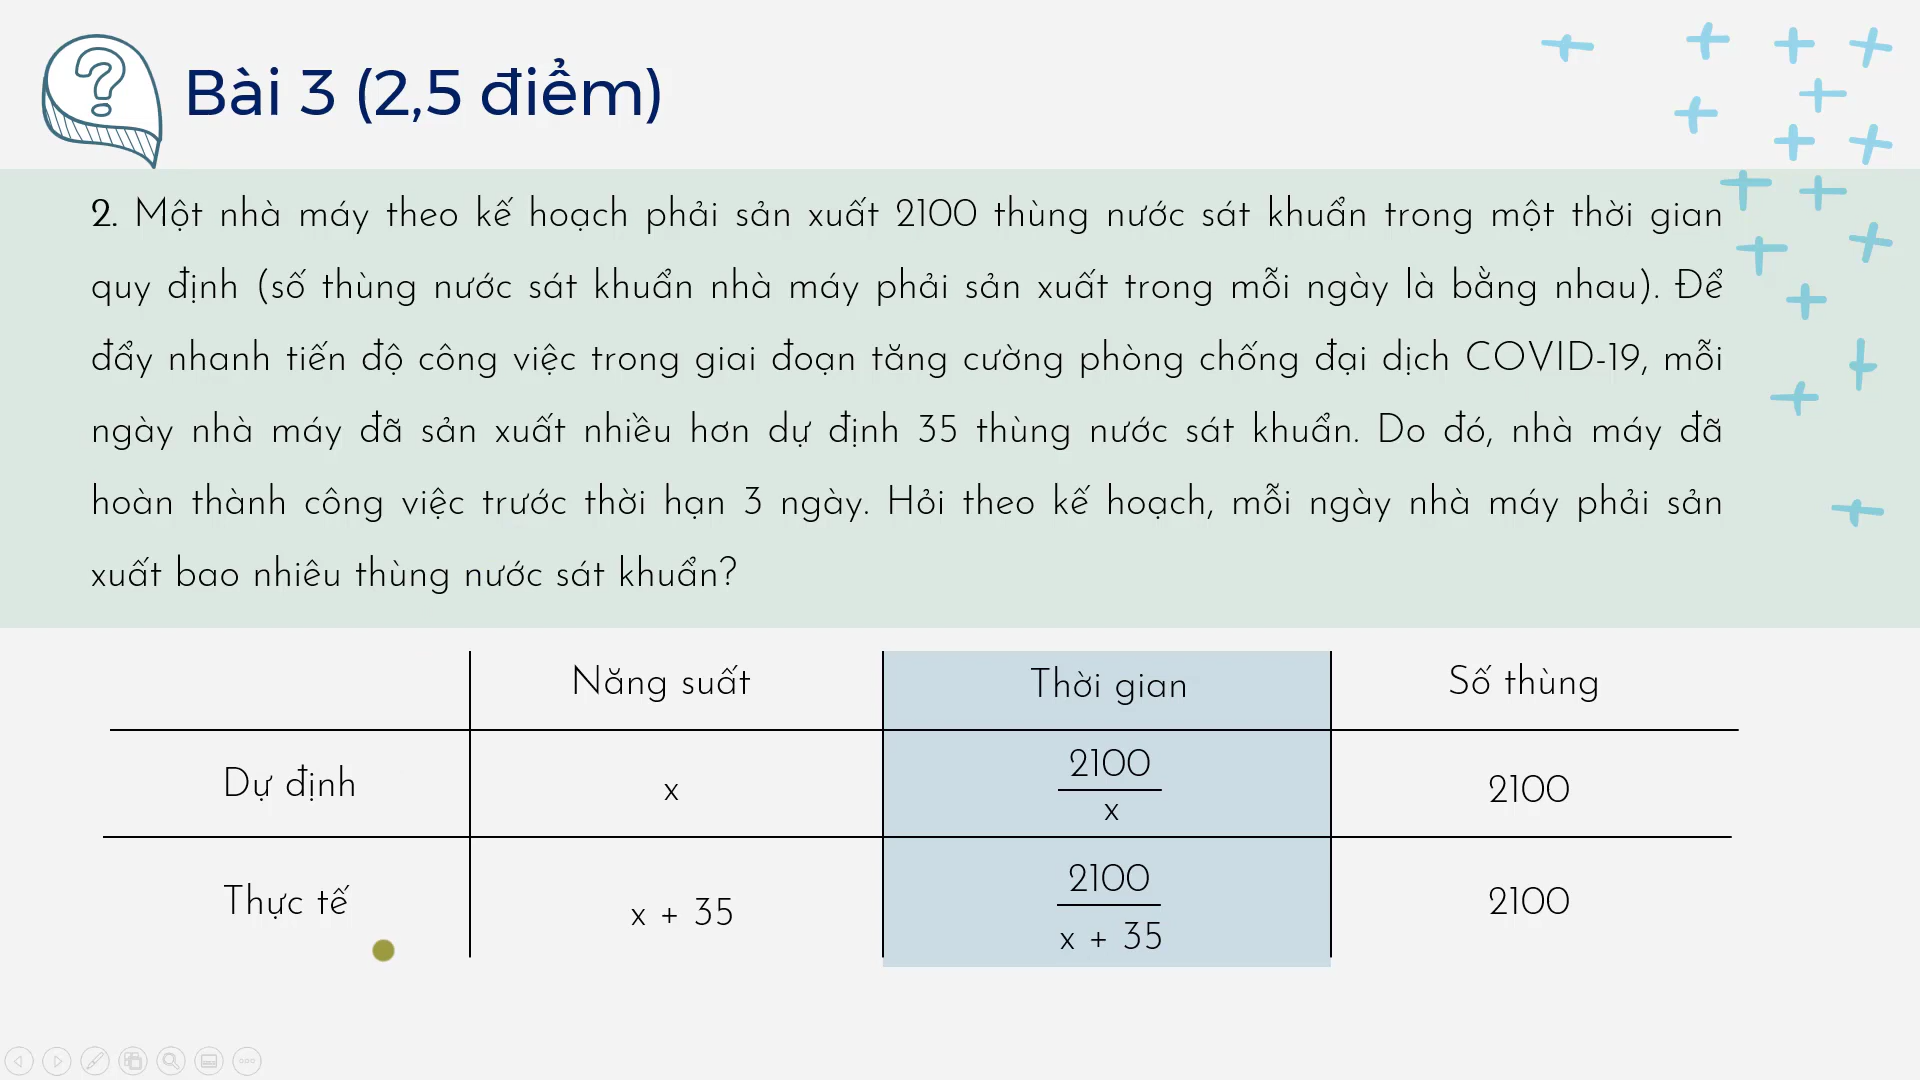 Bài 3 (2,5 điểm)
2. Một nhà máy theo kế hoạch phải sản xuất 2100 thùng nước sát khuẩn trong một thời gian
quy định (số thùng nước sát khuẩn nhà máy phải sản xuất trong mỗi ngày là bằng nhau). Để
đẩy nhanh tiến độ công việc trong giai đoạn tăng cường phòng chống đại dịch COVID-19, mỗi
ngày nhà máy đã sản xuất nhiều hơn dự định 35 thùng nước sát khuẩn. Do đó, nhà máy đã
hoàn thành công việc trước thời hạn 3 ngày. Hỏi theo kế hoạch, mỗi ngày nhà máy phải sản
xuất bao nhiêu thùng nước sát khuẩn?
Năng suất Thời gian Số thùng
Dự định x 2100/x 2100
Thực tế x + 35 2100/(x + 35) 2100